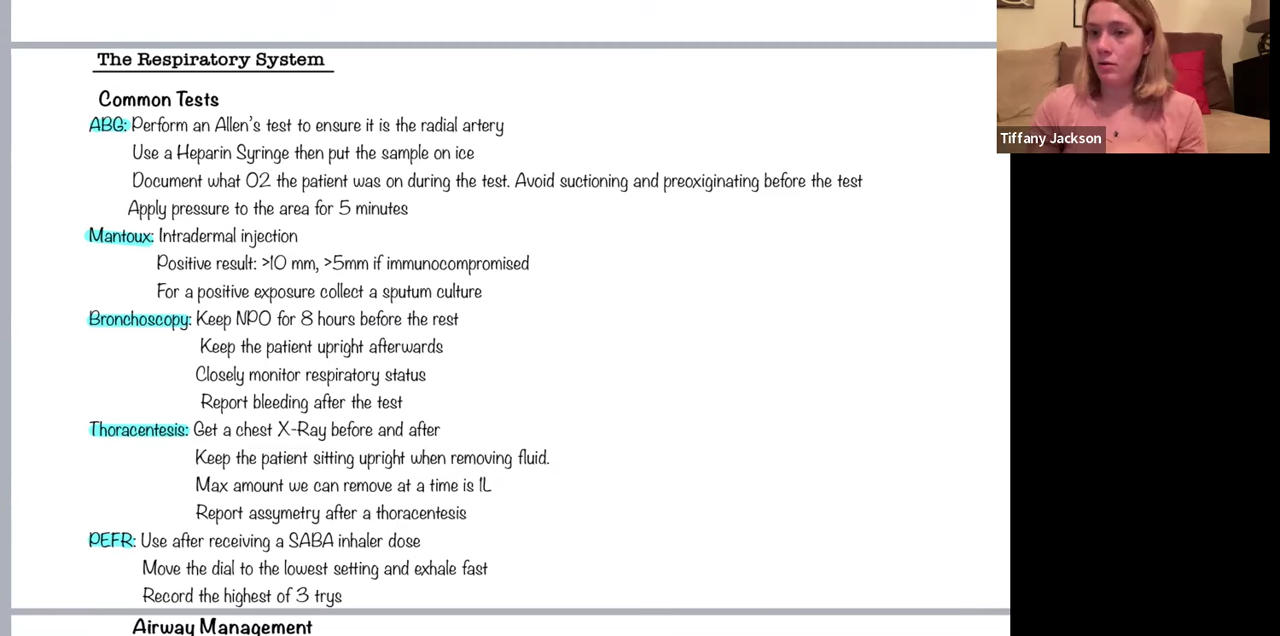 The Respiratory System
Common Tests
ABG: Perform an Allen's test to ensure it is the radial artery
Use a Heparin Syringe then put the sample on ice
Document what O2 the patient was on during the test. Avoid suctioning and preoxiginating before the test
Apply pressure to the area for 5 minutes
Mantoux: Intradermal injection
Positive result: >10 mm, >5mm if immunocompromised
For a positive exposure collect a sputum culture
Bronchoscopy: Keep NPO for 8 hours before the rest
Keep the patient upright afterwards
Closely monitor respiratory status
Report bleeding after the test
Thoracentesis: Get a chest X-Ray before and after
Keep the patient sitting upright when removing fluid.
Max amount we can remove at a time is 1L
Report assymetry after a thoracentesis
PEFR: Use after receiving a SABA inhaler dose
Move the dial to the lowest setting and exhale fast
Record the highest of 3 trys
Airway Management
Tiffany Jackson